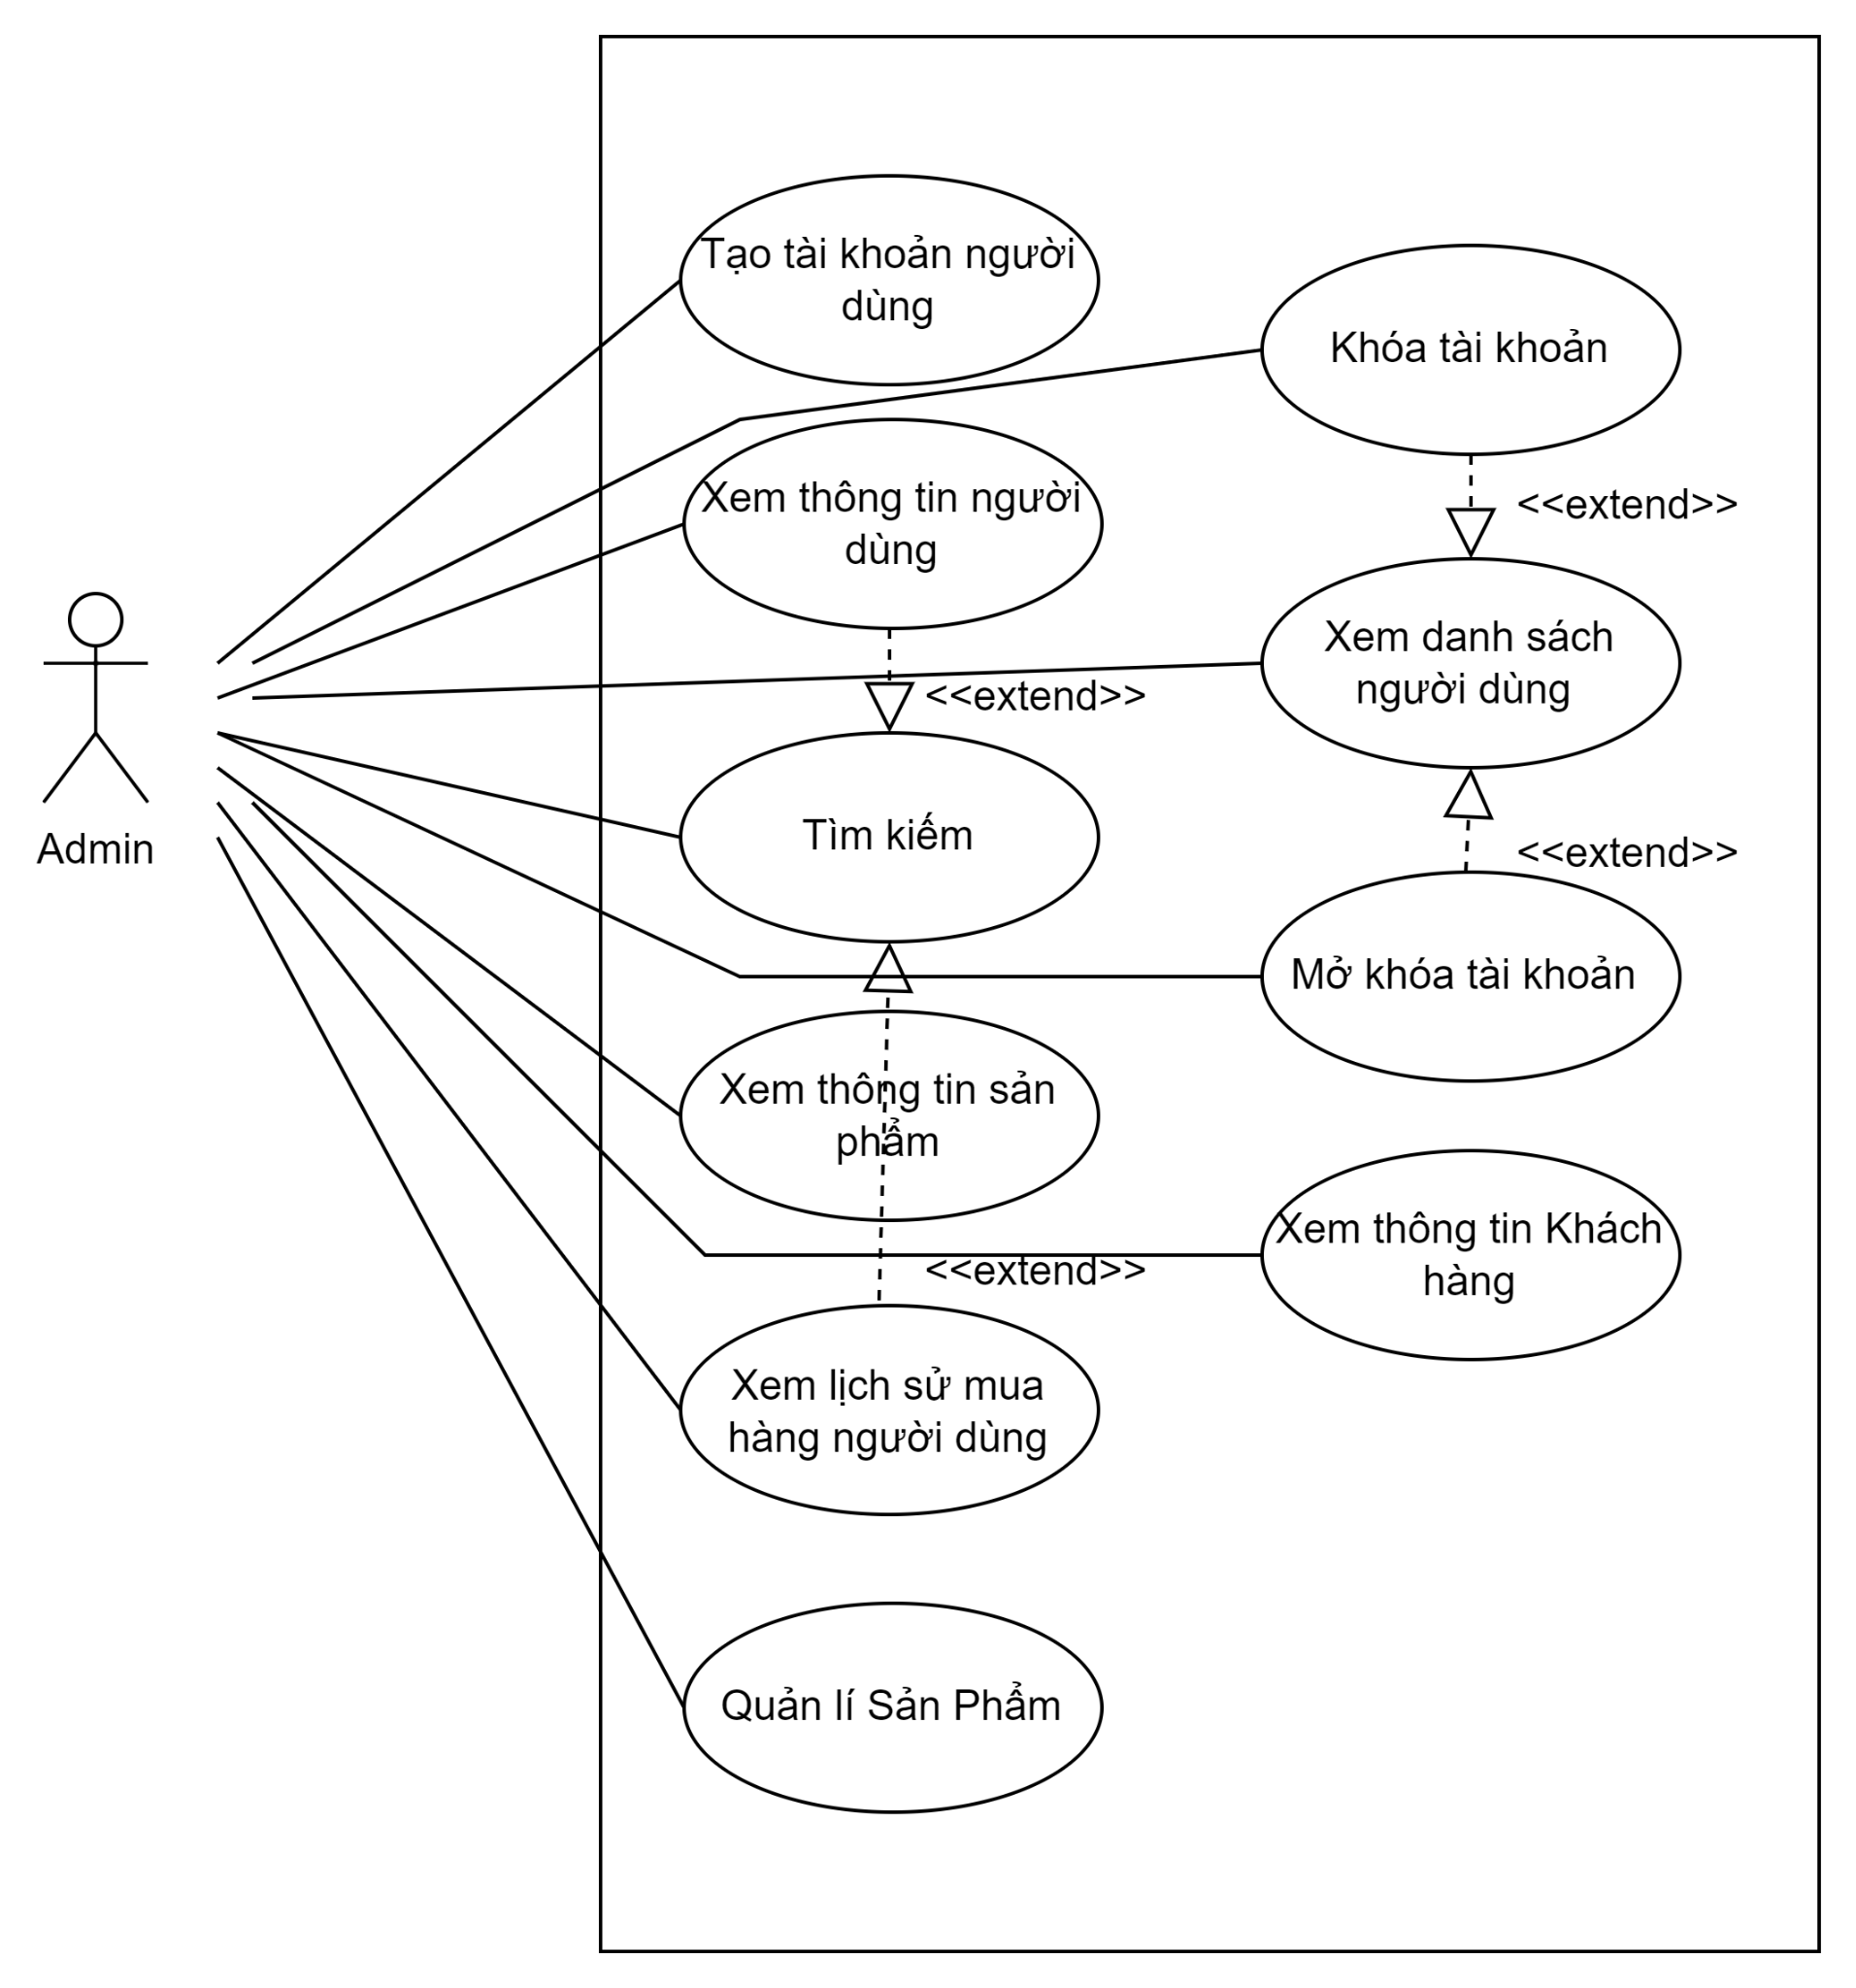 Tạo tài khoản người
dùng
Khóa tài khoản
Xem thông tin người
dùng
<<extend>>
Xem danh sách
người dùng
<<extend>>
Tìm kiếm
Admin
<<extend>>
Mở khóa tài khoản
Xem thông tin sản
phẩm
Xem thông tin Khách
hàng
<<extend>>
Xem lịch sử mua
hàng người dùng
Quản lí Sản Phẩm